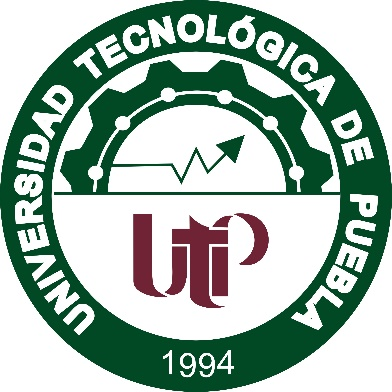 UNIVERSIDAD TECNOLÓGICA DE PUEBLA
UTP
1994